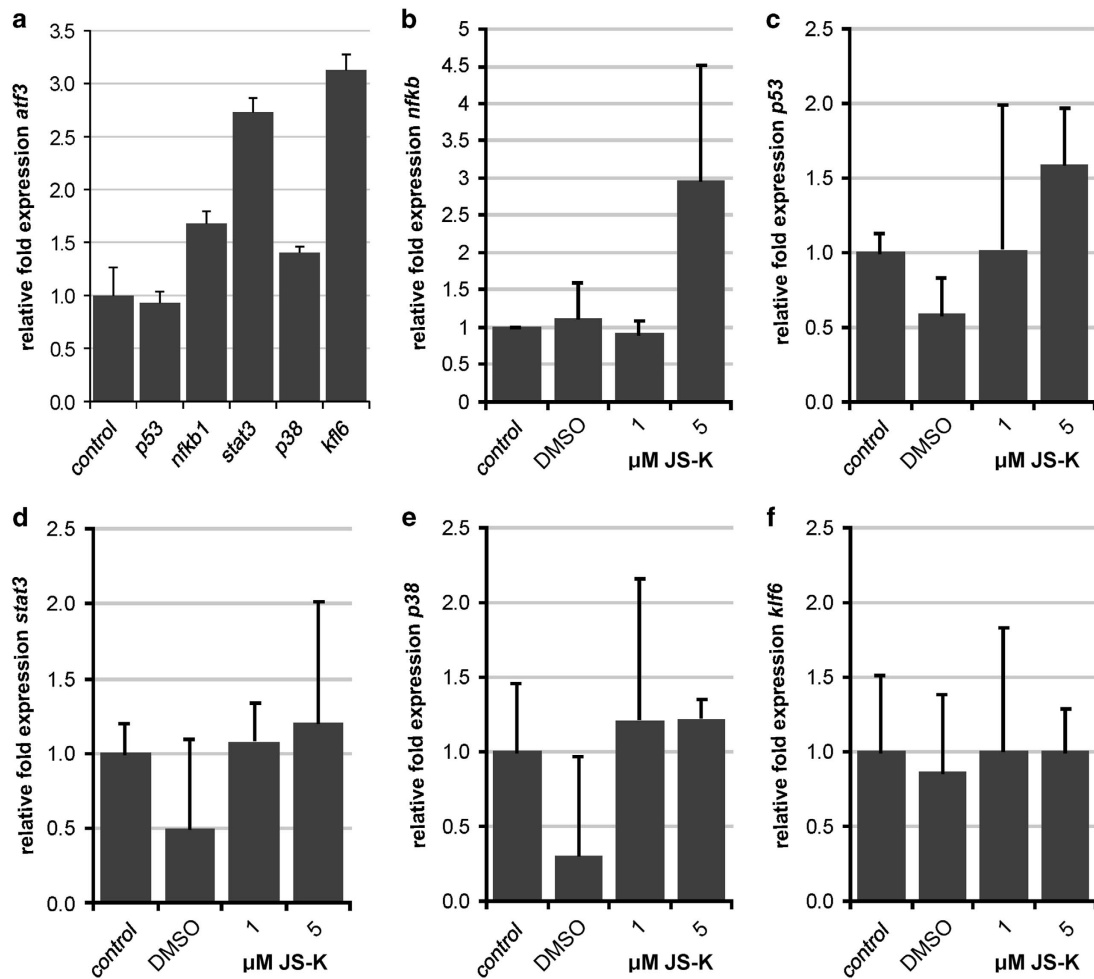 a
relative fold expression atf3
3.5
3.0
2.5
2.0
1.5
1.0
0.5
0.0
control
p53
nfkb1
stat3
p38
kfl6
b
relative fold expression nfkb
5
4.5
4
3.5
3
2.5
2
1.5
1
0.5
0
control
DMSO
1
5
µM JS-K
c
relative fold expression p53
2.5
2.0
1.5
1.0
0.5
0.0
control
DMSO
1
5
µM JS-K
d
relative fold expression stat3
2.5
2.0
1.5
1.0
0.5
0.0
control
DMSO
1
5
µM JS-K
e
relative fold expression p38
2.5
2.0
1.5
1.0
0.5
0.0
control
DMSO
1
5
µM JS-K
f
relative fold expression klf6
2.5
2.0
1.5
1.0
0.5
0.0
control
DMSO
1
5
µM JS-K